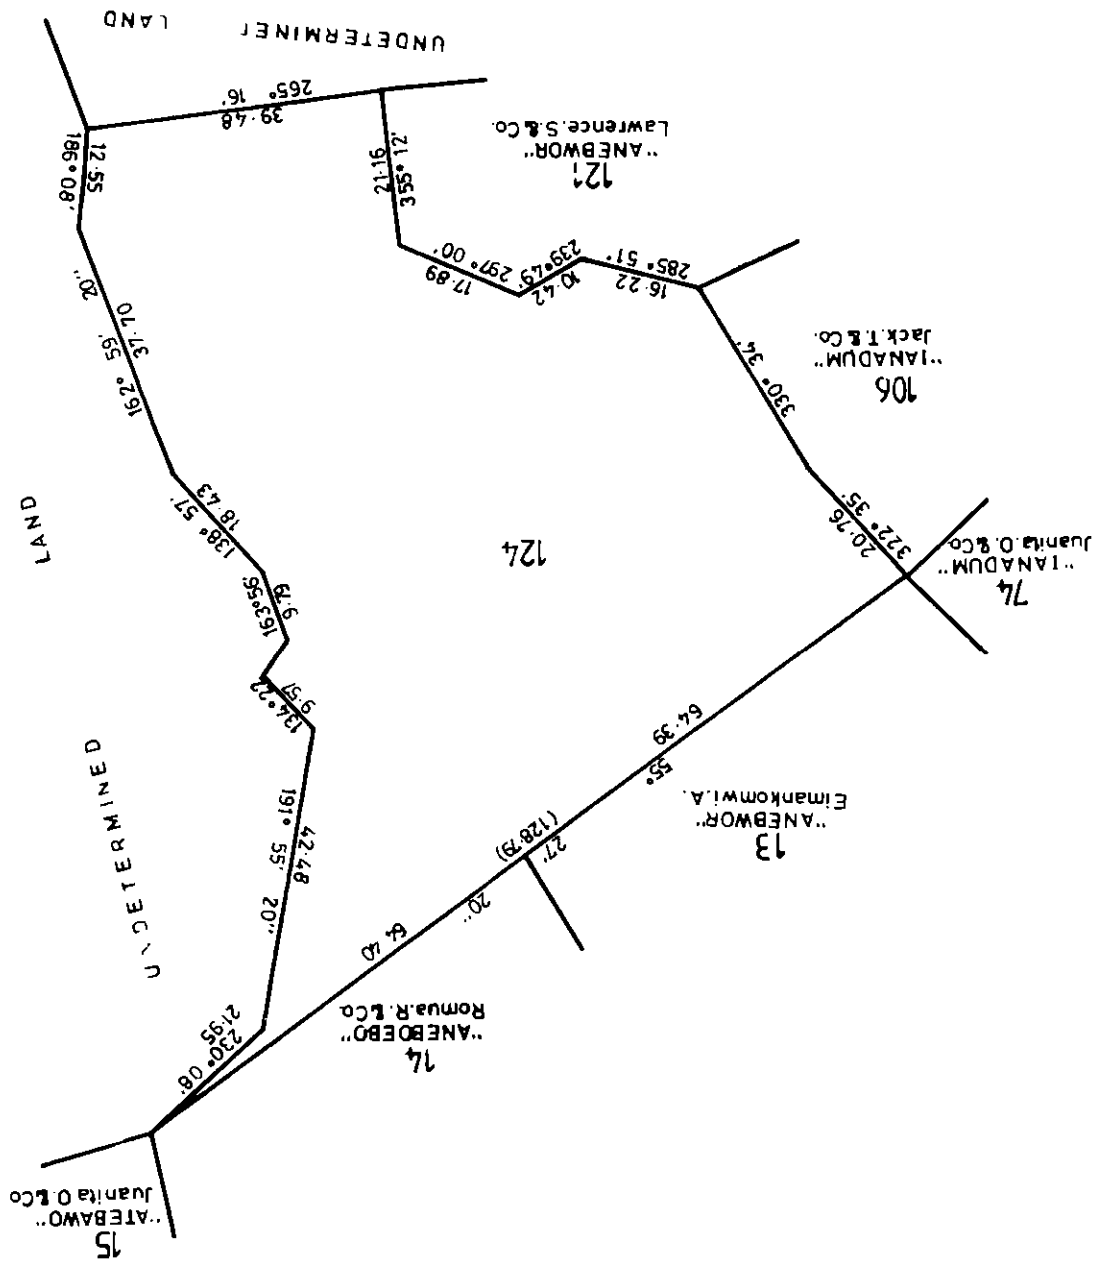 15
"ATEBAWO"
Juanita O. & Co
230° 08'
21·95
14
"ANEBOEBO"
Romua.R. & Co.
64 40
20"
(128·79)
27'
55°
64·39
13
"ANEBWOR"
Eimankomwi.A.
191° 55' 20"
42·48
134° 22'
9·57
163° 56'
9·79
138° 57'
18·43
162° 59' 20"
37·70
186° 08'
12·55
124
74
"IANADUM"
Juanita.O. & Co.
322° 35'
20·76
330° 34'
106
"IANADUM"
Jack.T. & Co.
285° 51'
16·22
239° 49'
10·42
297° 00'
17·89
121
"ANEBWOR"
Lawrence.S. & Co.
355° 12'
21·16
265° 16'
39·48
UNDETERMINED
LAND
LAND